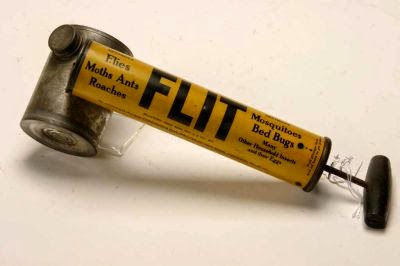 Flies
Moths Ants
Roaches
FLIT
Mosquitoes
Bed Bugs
Many
Other Household Insects
and their Eggs